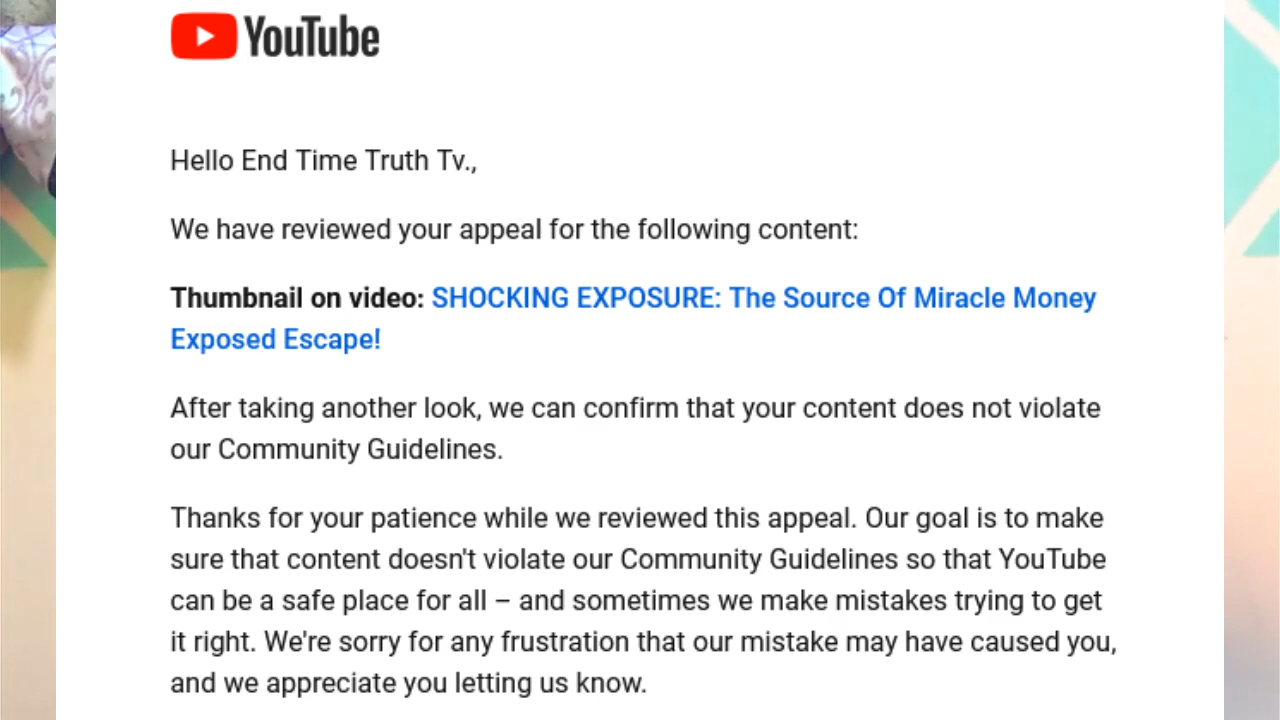 YouTube
Hello End Time Truth Tv.,
We have reviewed your appeal for the following content:
Thumbnail on video: SHOCKING EXPOSURE: The Source Of Miracle Money
Exposed Escape!
After taking another look, we can confirm that your content does not violate
our Community Guidelines.
Thanks for your patience while we reviewed this appeal. Our goal is to make
sure that content doesn't violate our Community Guidelines so that YouTube
can be a safe place for all – and sometimes we make mistakes trying to get
it right. We're sorry for any frustration that our mistake may have caused you,
and we appreciate you letting us know.